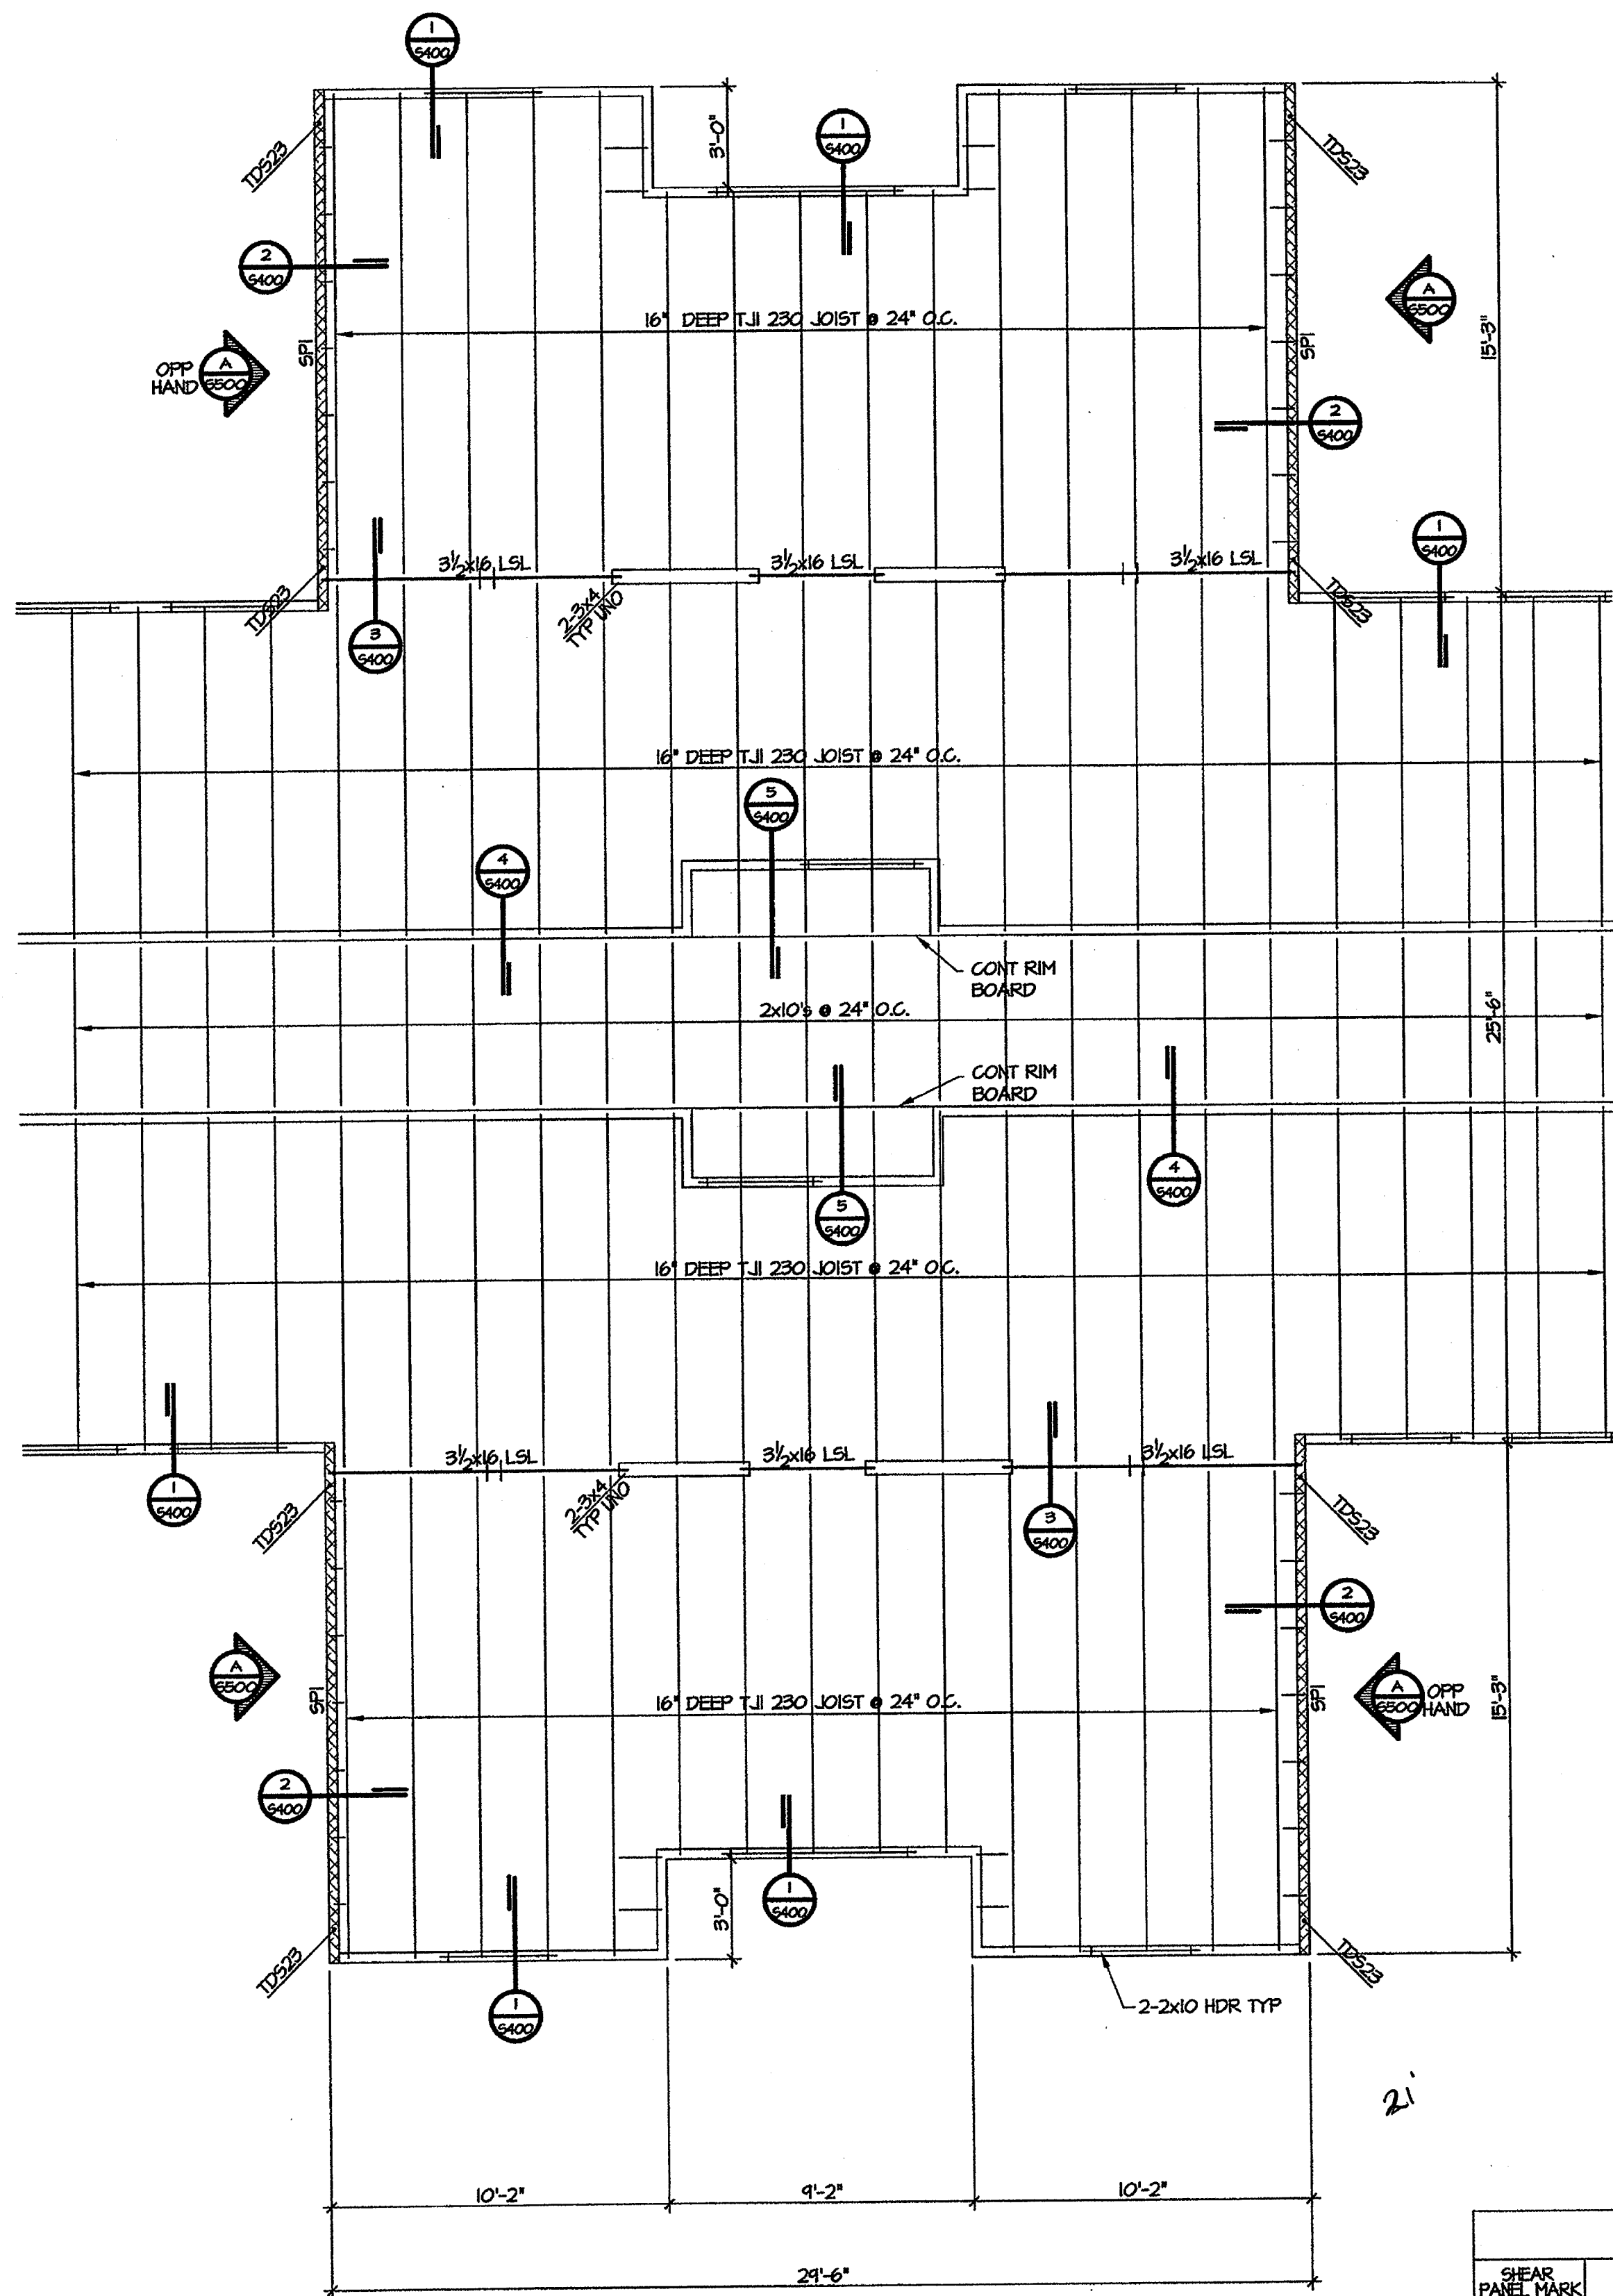 1
S400
3'-0"
1
S400
TDS23
TDS23
2
S400
A
S500
16" DEEP TJI 230 JOIST @ 24" O.C.
15'-3"
SP1
SP1
OPP
HAND
A
S500
2
S400
1
S400
3½x16 LSL
3½x16 LSL
3½x16 LSL
TDS23
2-3x4
TYP UNO
TDS23
3
S400
16" DEEP TJI 230 JOIST @ 24" O.C.
5
S400
4
S400
CONT RIM
BOARD
2x10's @ 24" O.C.
25'-6"
CONT RIM
BOARD
4
S400
5
S400
16" DEEP TJI 230 JOIST @ 24" O.C.
3½x16 LSL
3½x16 LSL
3½x16 LSL
1
S400
TDS23
2-3x4
TYP UNO
3
S400
TDS23
2
S400
A
S500
SP1
16" DEEP TJI 230 JOIST @ 24" O.C.
SP1
A
S500
OPP
HAND
15'-3"
2
S400
3'-0"
1
S400
TDS23
TDS23
1
S400
2-2x10 HDR TYP
21'
10'-2"
9'-2"
10'-2"
29'-6"
SHEAR
PANEL MARK